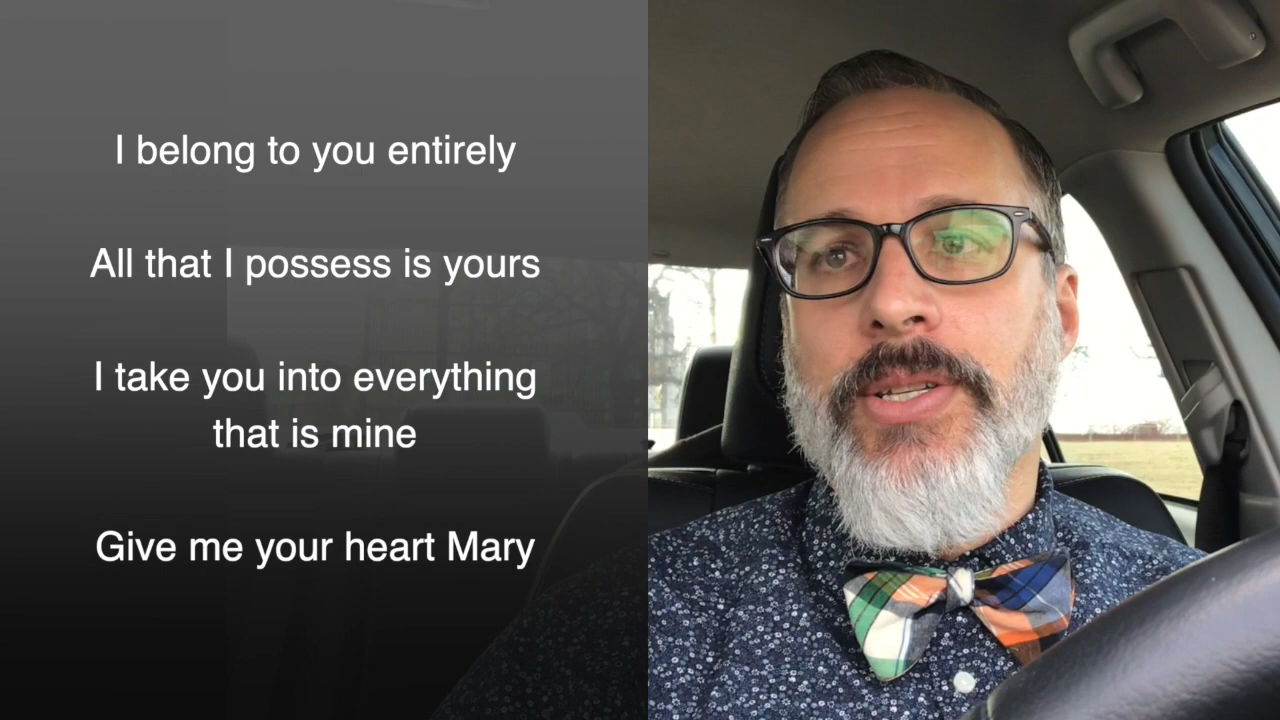 I belong to you entirely
All that I possess is yours
I take you into everything
that is mine
Give me your heart Mary